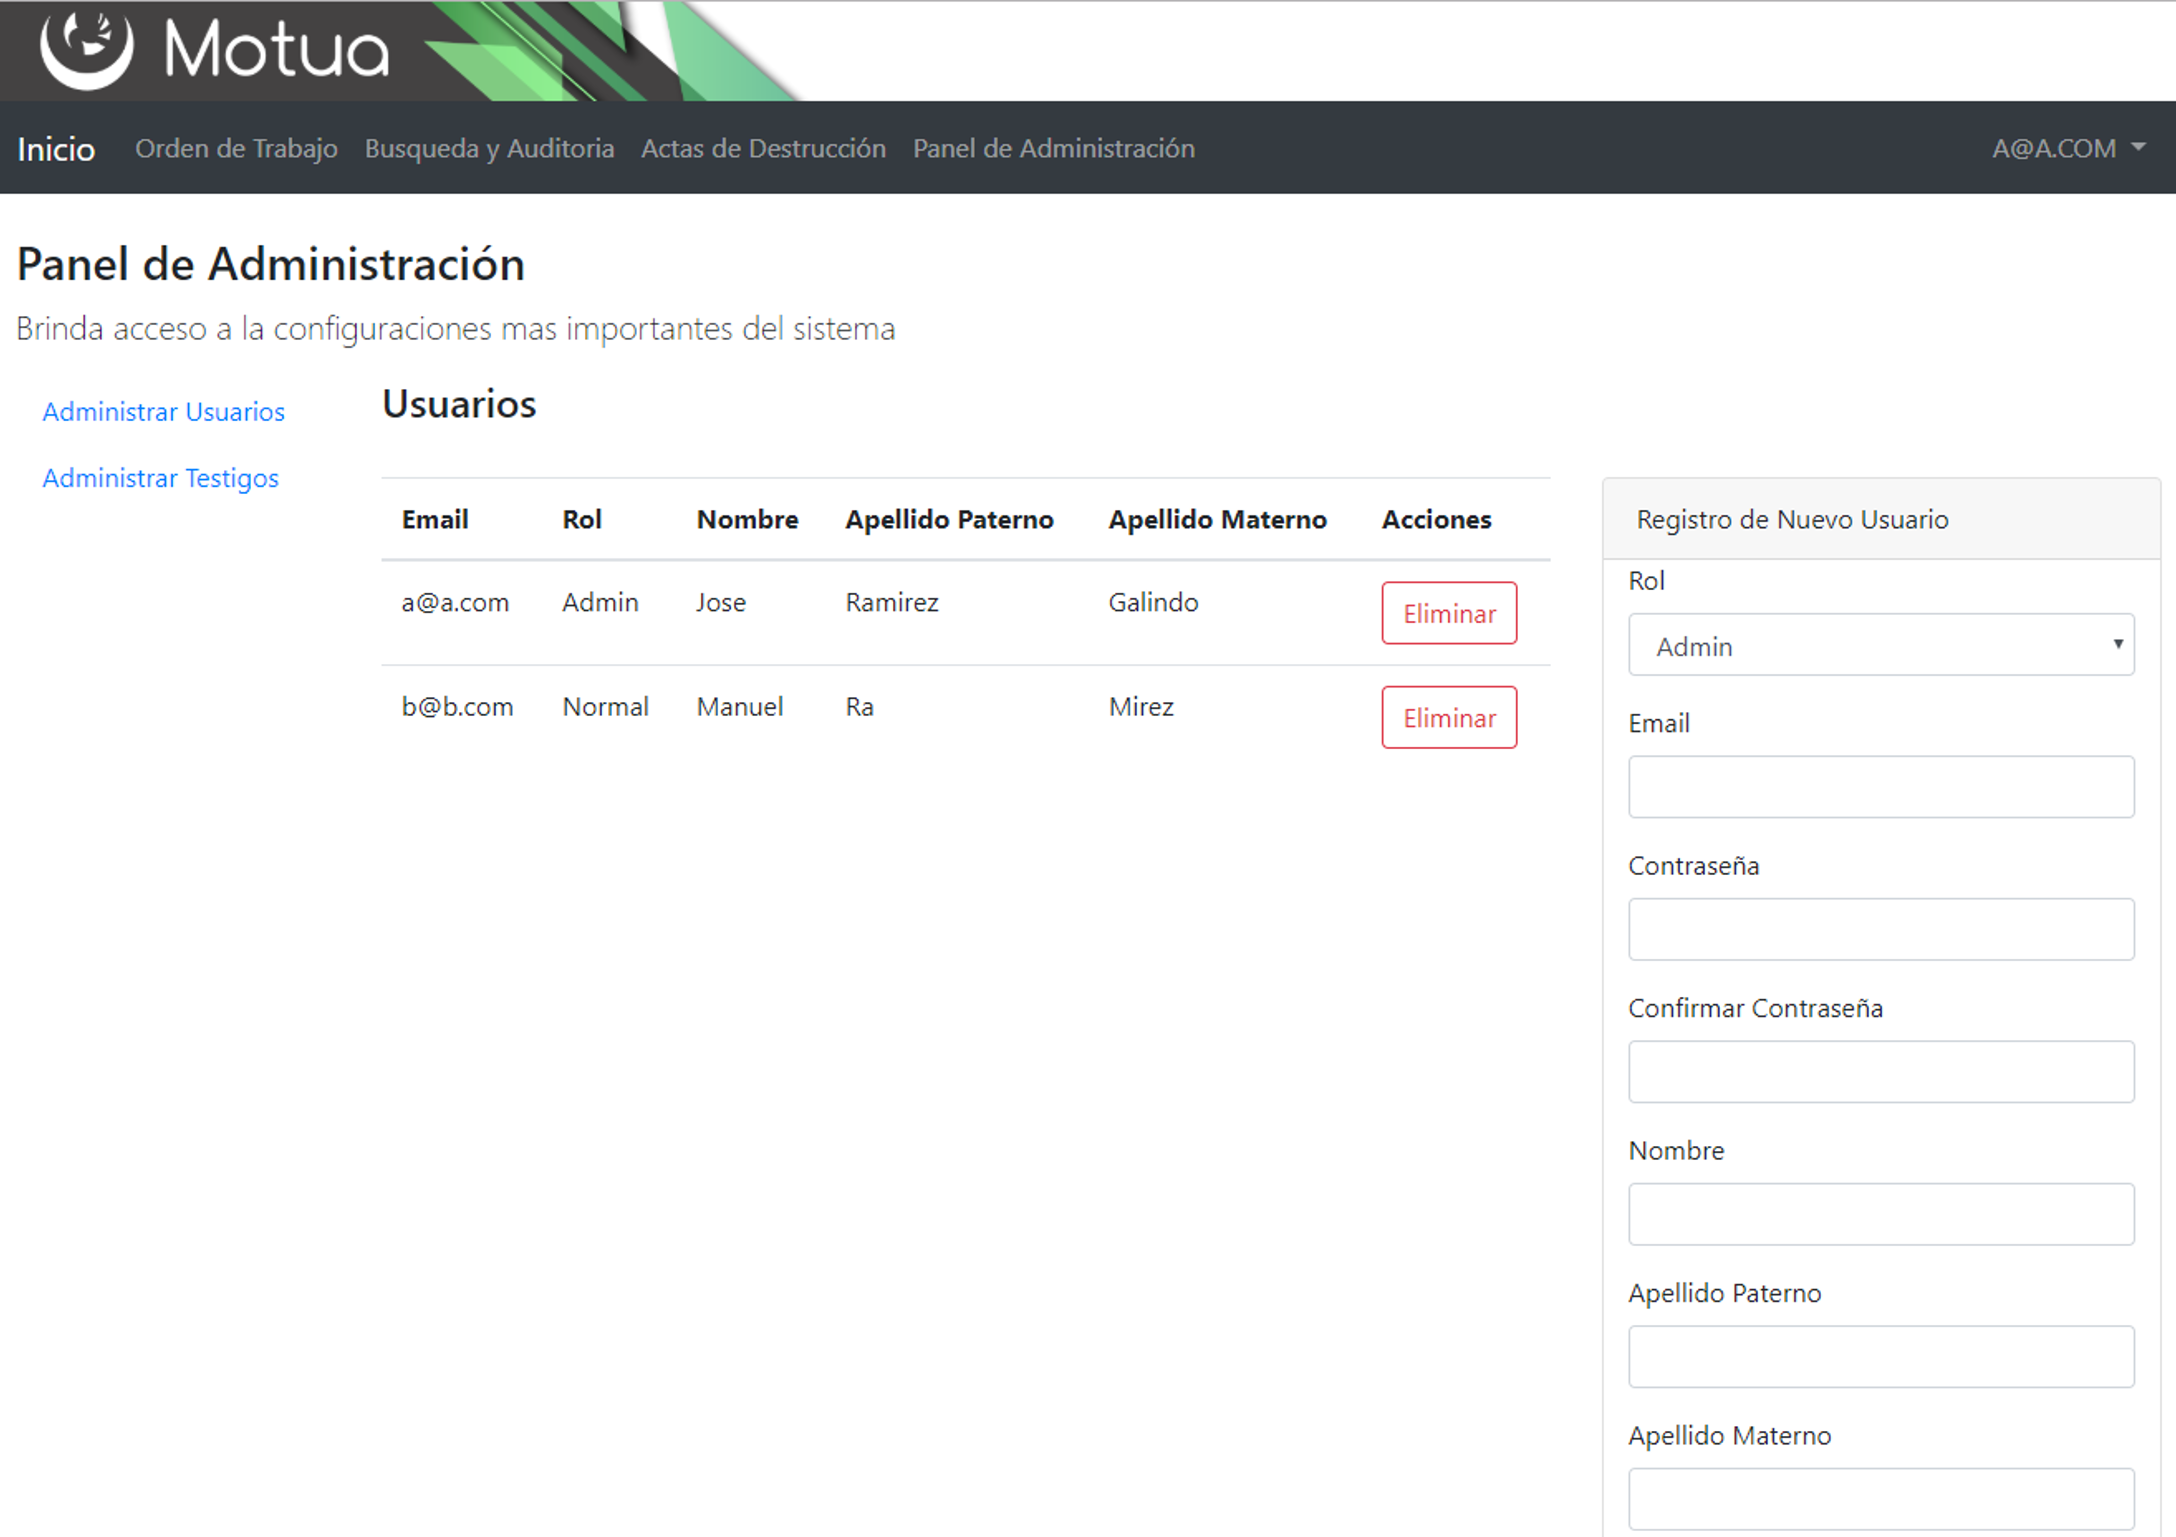 Motua
Inicio Orden de Trabajo Busqueda y Auditoria Actas de Destrucción Panel de Administración A@A.COM
Panel de Administración
Brinda acceso a la configuraciones mas importantes del sistema
Administrar Usuarios
Administrar Testigos
Usuarios
Email Rol Nombre Apellido Paterno Apellido Materno Acciones
a@a.com Admin Jose Ramirez Galindo Eliminar
b@b.com Normal Manuel Ra Mirez Eliminar
Registro de Nuevo Usuario
Rol
Admin
Email
Contraseña
Confirmar Contraseña
Nombre
Apellido Paterno
Apellido Materno